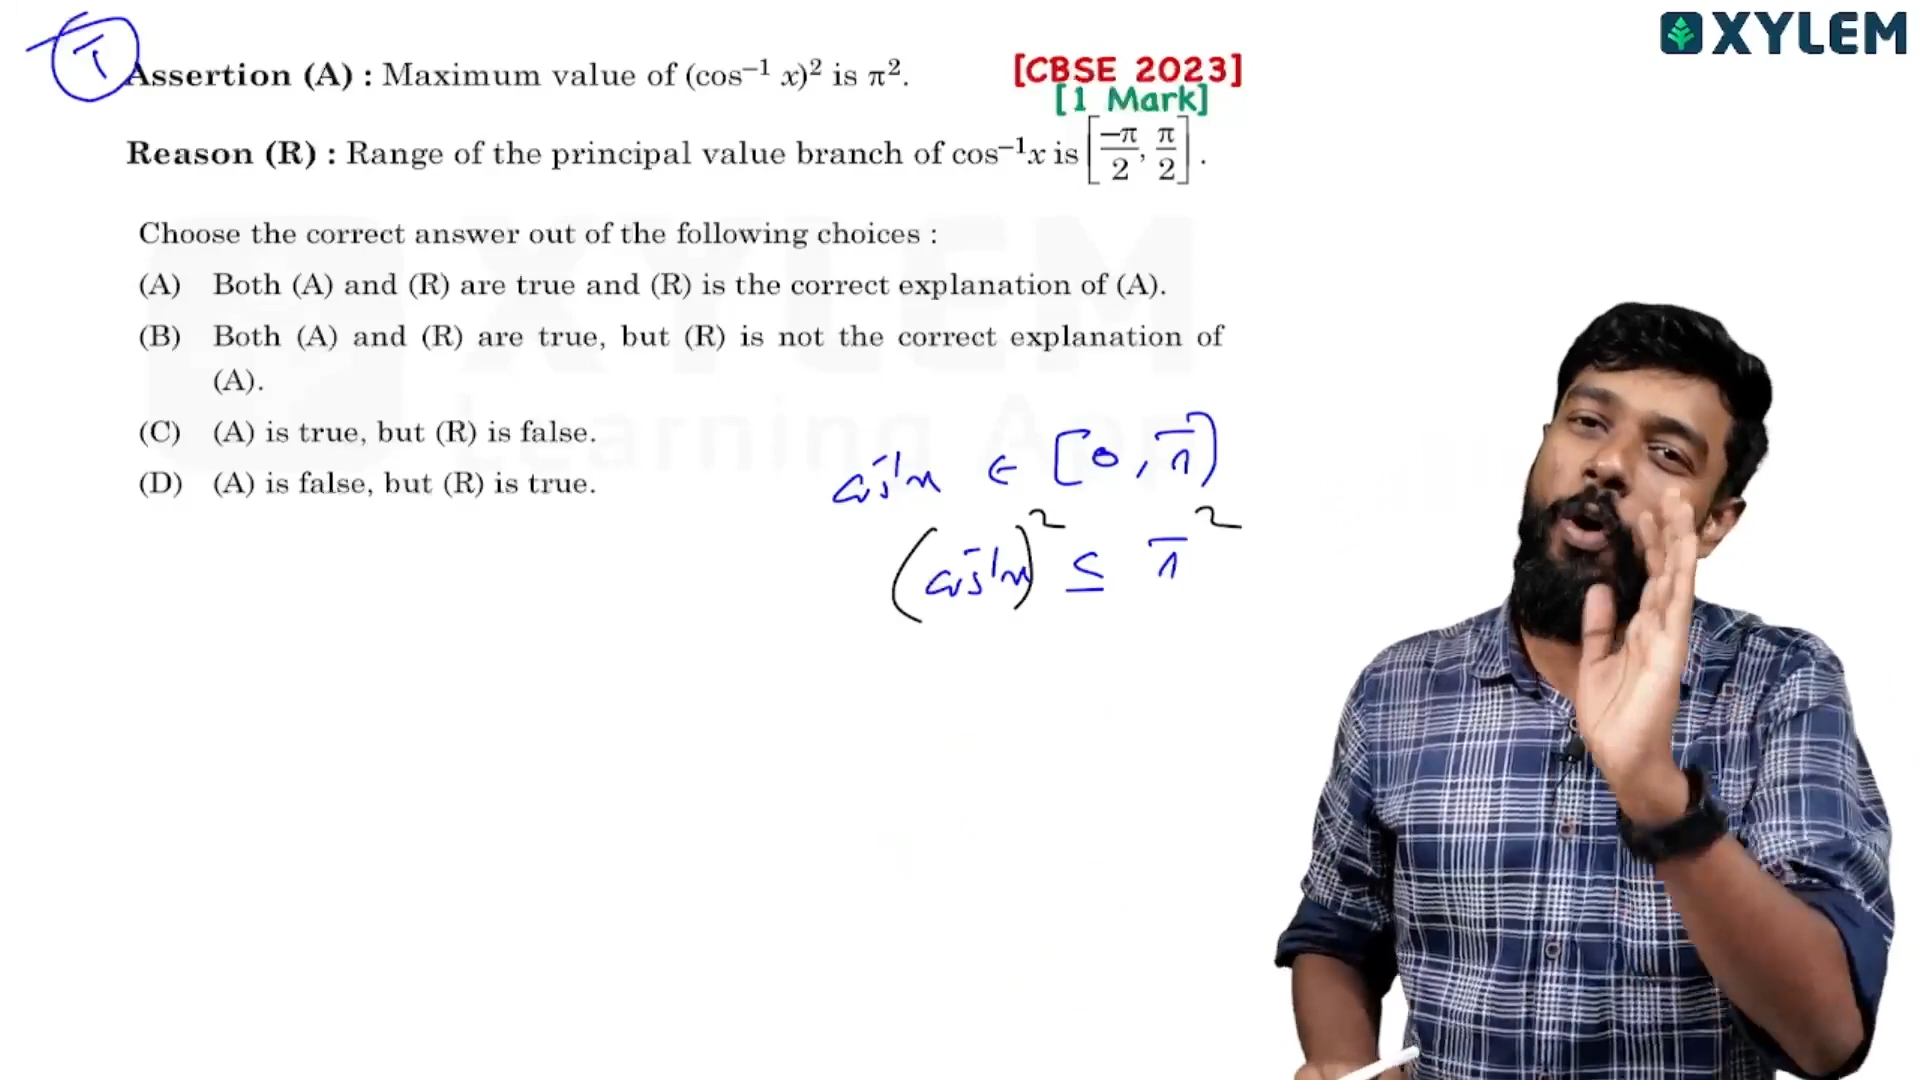 XYLEM
T
Assertion (A) : Maximum value of (cos⁻¹ x)² is π².
[CBSE 2023]
[1 Mark]
Reason (R) : Range of the principal value branch of cos⁻¹x is [−π/2, π/2].
Choose the correct answer out of the following choices :
(A) Both (A) and (R) are true and (R) is the correct explanation of (A).
(B) Both (A) and (R) are true, but (R) is not the correct explanation of
(A).
(C) (A) is true, but (R) is false.
(D) (A) is false, but (R) is true.
cos⁻¹x ∈ [0, π]
(cos⁻¹x)² ≤ π²
XYLEM
Learning App